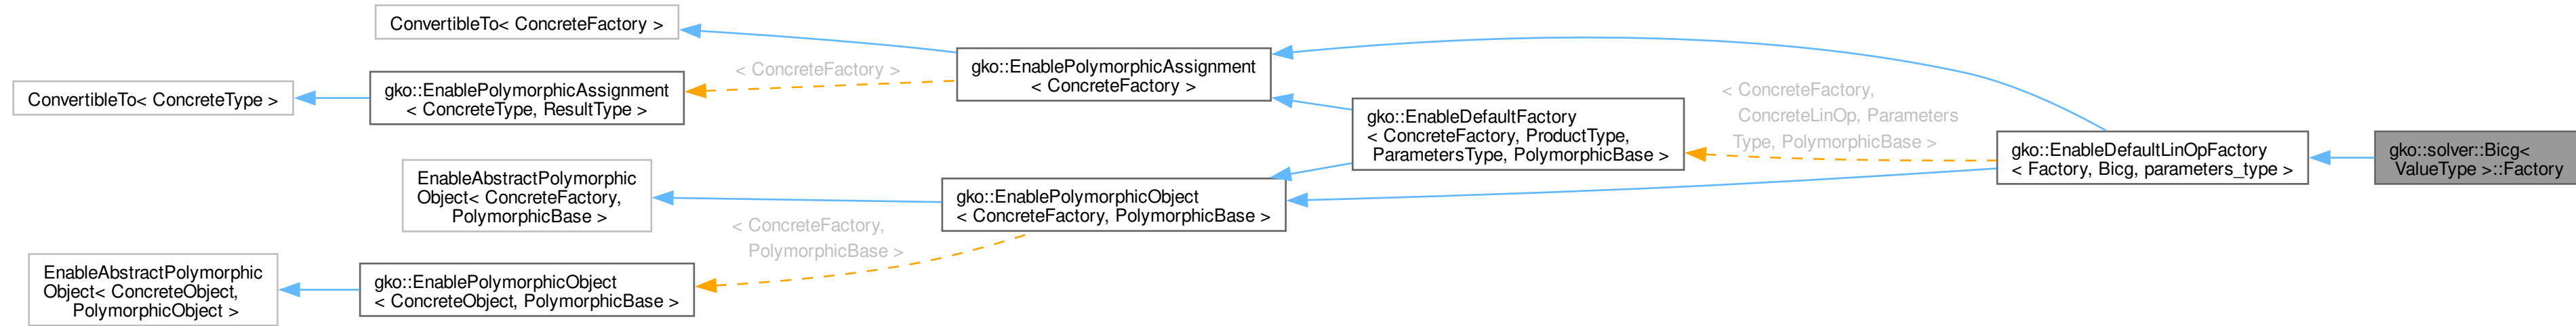 ConvertibleTo< ConcreteFactory >
ConvertibleTo< ConcreteType >
gko::EnablePolymorphicAssignment
< ConcreteType, ResultType >
< ConcreteFactory >
gko::EnablePolymorphicAssignment
< ConcreteFactory >
EnableAbstractPolymorphic
Object< ConcreteFactory,
PolymorphicBase >
EnableAbstractPolymorphic
Object< ConcreteObject,
PolymorphicObject >
gko::EnablePolymorphicObject
< ConcreteObject, PolymorphicBase >
< ConcreteFactory,
PolymorphicBase >
gko::EnablePolymorphicObject
< ConcreteFactory, PolymorphicBase >
gko::EnableDefaultFactory
< ConcreteFactory, ProductType,
ParametersType, PolymorphicBase >
< ConcreteFactory,
ConcreteLinOp, Parameters
Type, PolymorphicBase >
gko::EnableDefaultLinOpFactory
< Factory, Bicg, parameters_type >
gko::solver::Bicg<
ValueType >::Factory